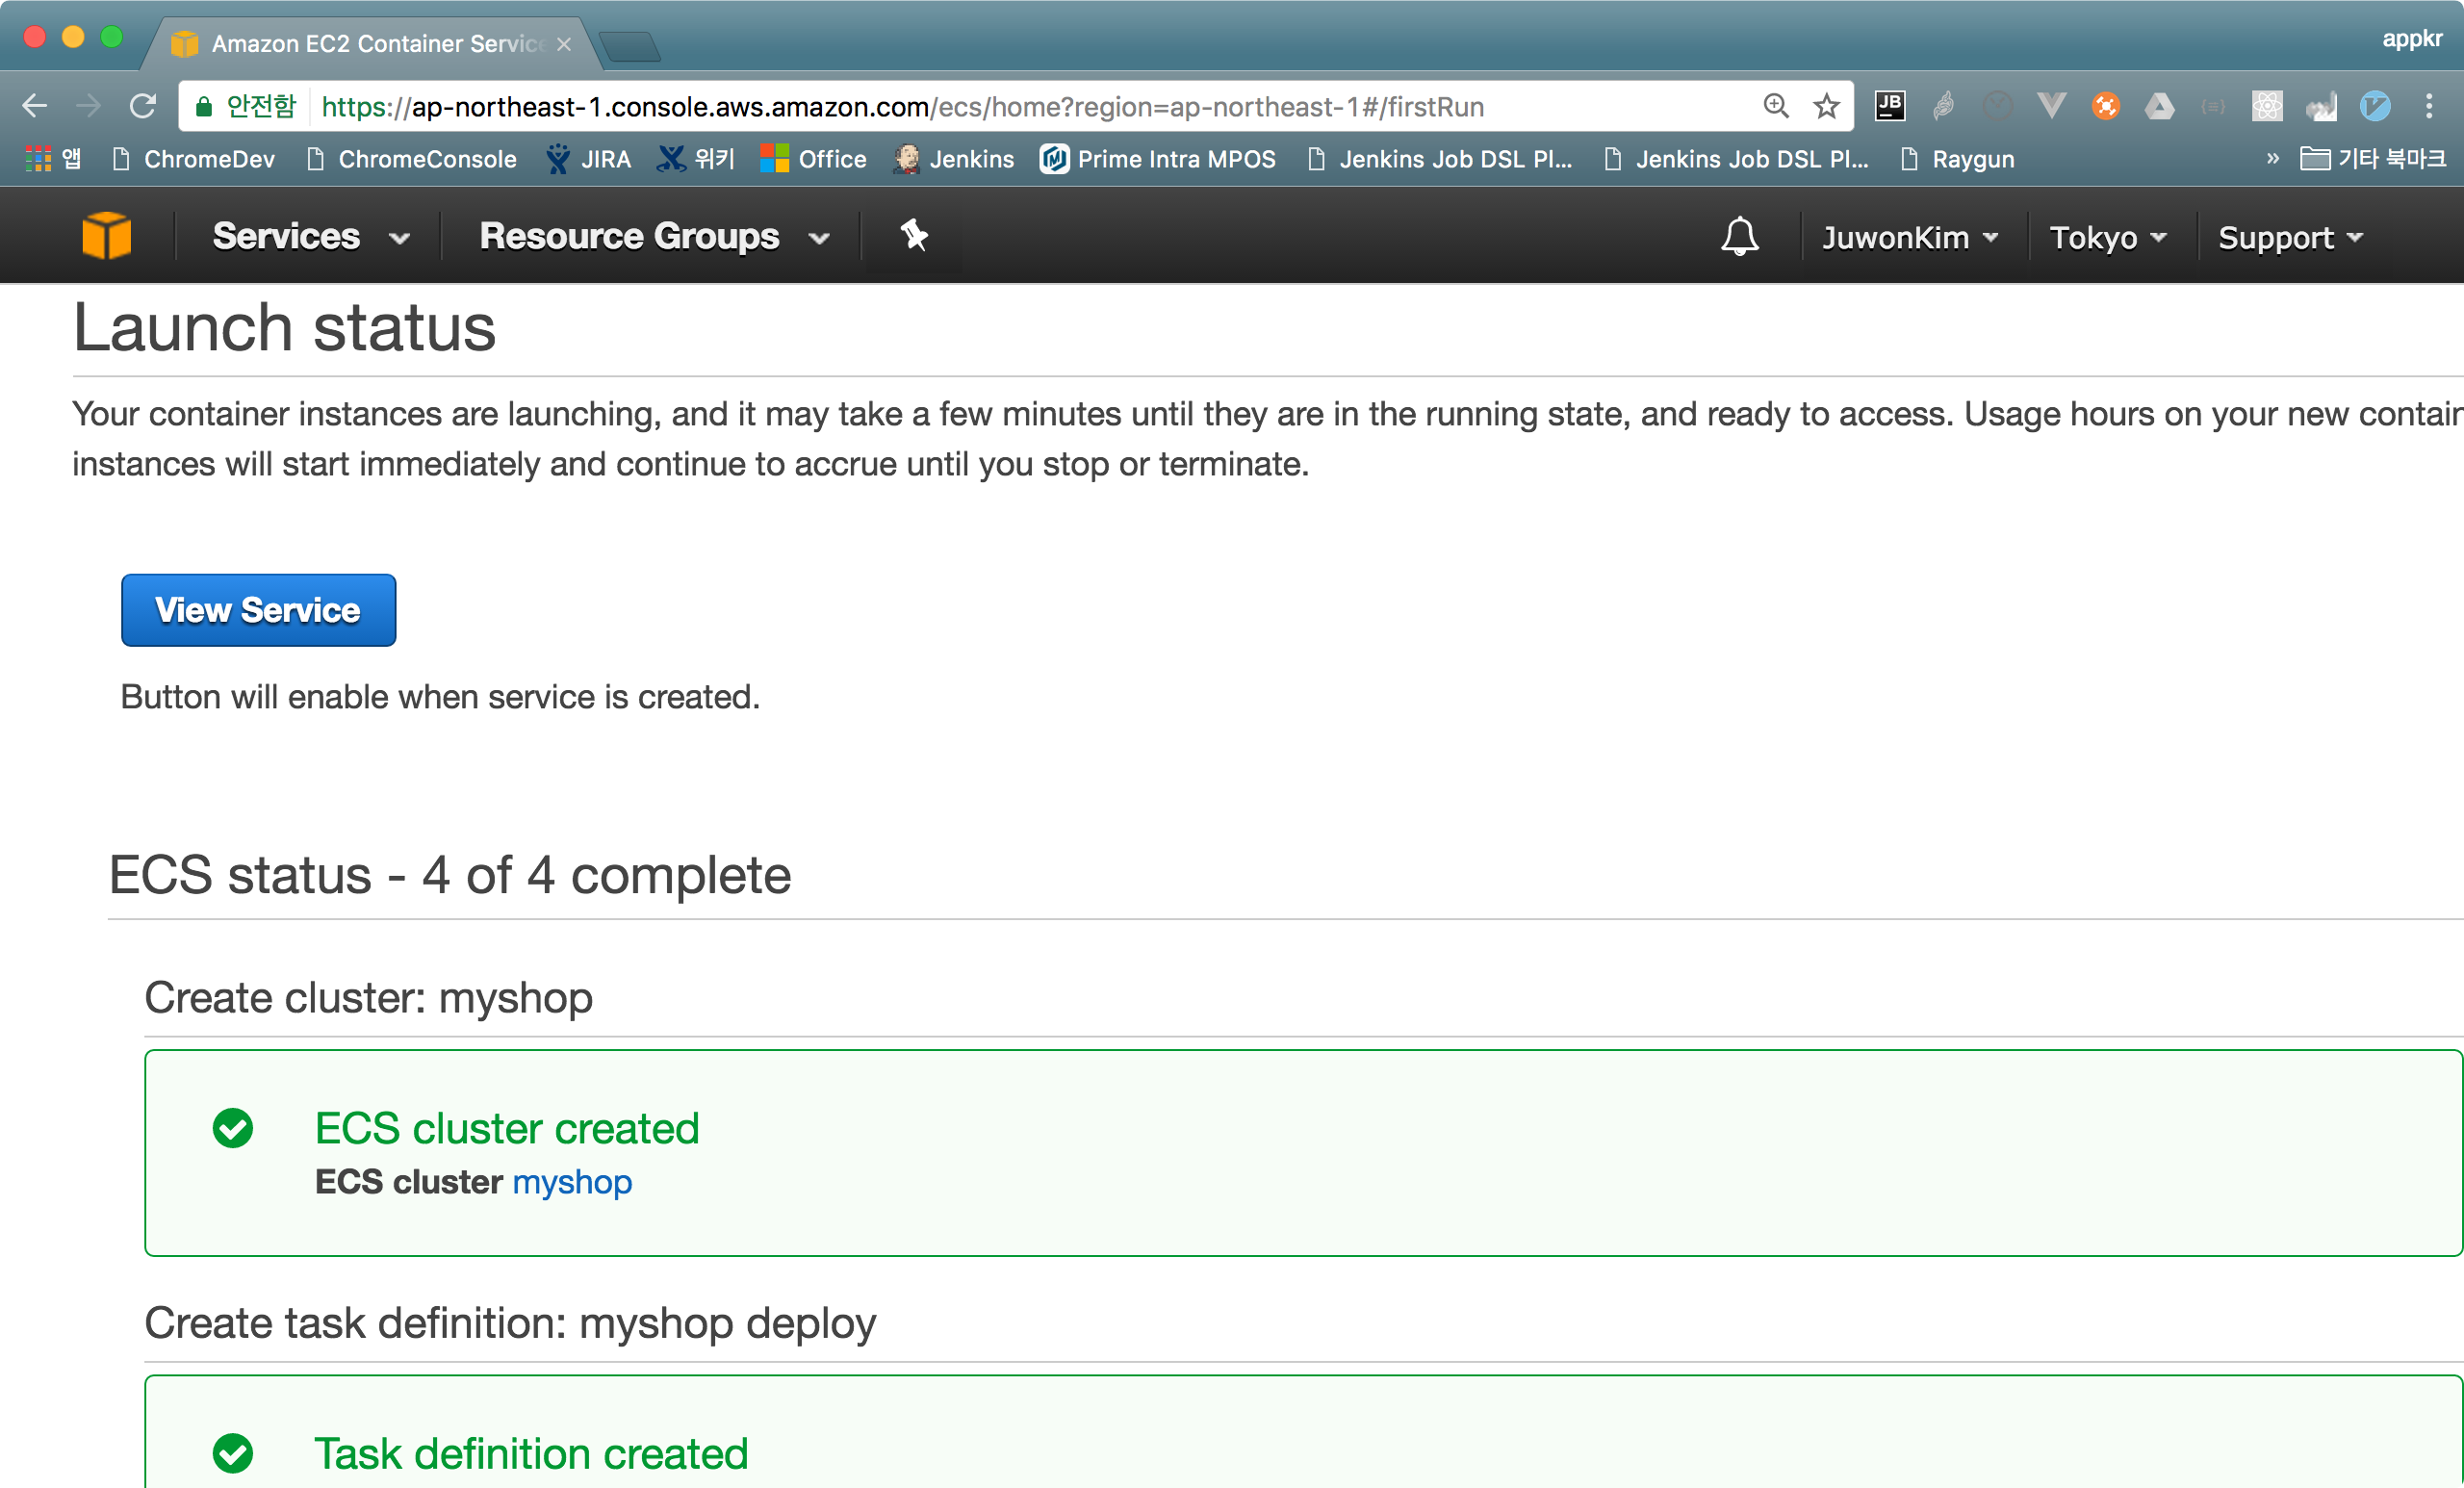 Amazon EC2 Container Service
appkr
안전함 https://ap-northeast-1.console.aws.amazon.com/ecs/home?region=ap-northeast-1#/firstRun
JB
앱 ChromeDev ChromeConsole JIRA 위키 Office Jenkins Prime Intra MPOS Jenkins Job DSL Pl... Jenkins Job DSL Pl... Raygun » 기타 북마크
Services Resource Groups JuwonKim Tokyo Support
Launch status
Your container instances are launching, and it may take a few minutes until they are in the running state, and ready to access. Usage hours on your new contain
instances will start immediately and continue to accrue until you stop or terminate.
View Service
Button will enable when service is created.
ECS status - 4 of 4 complete
Create cluster: myshop
ECS cluster created
ECS cluster myshop
Create task definition: myshop deploy
Task definition created